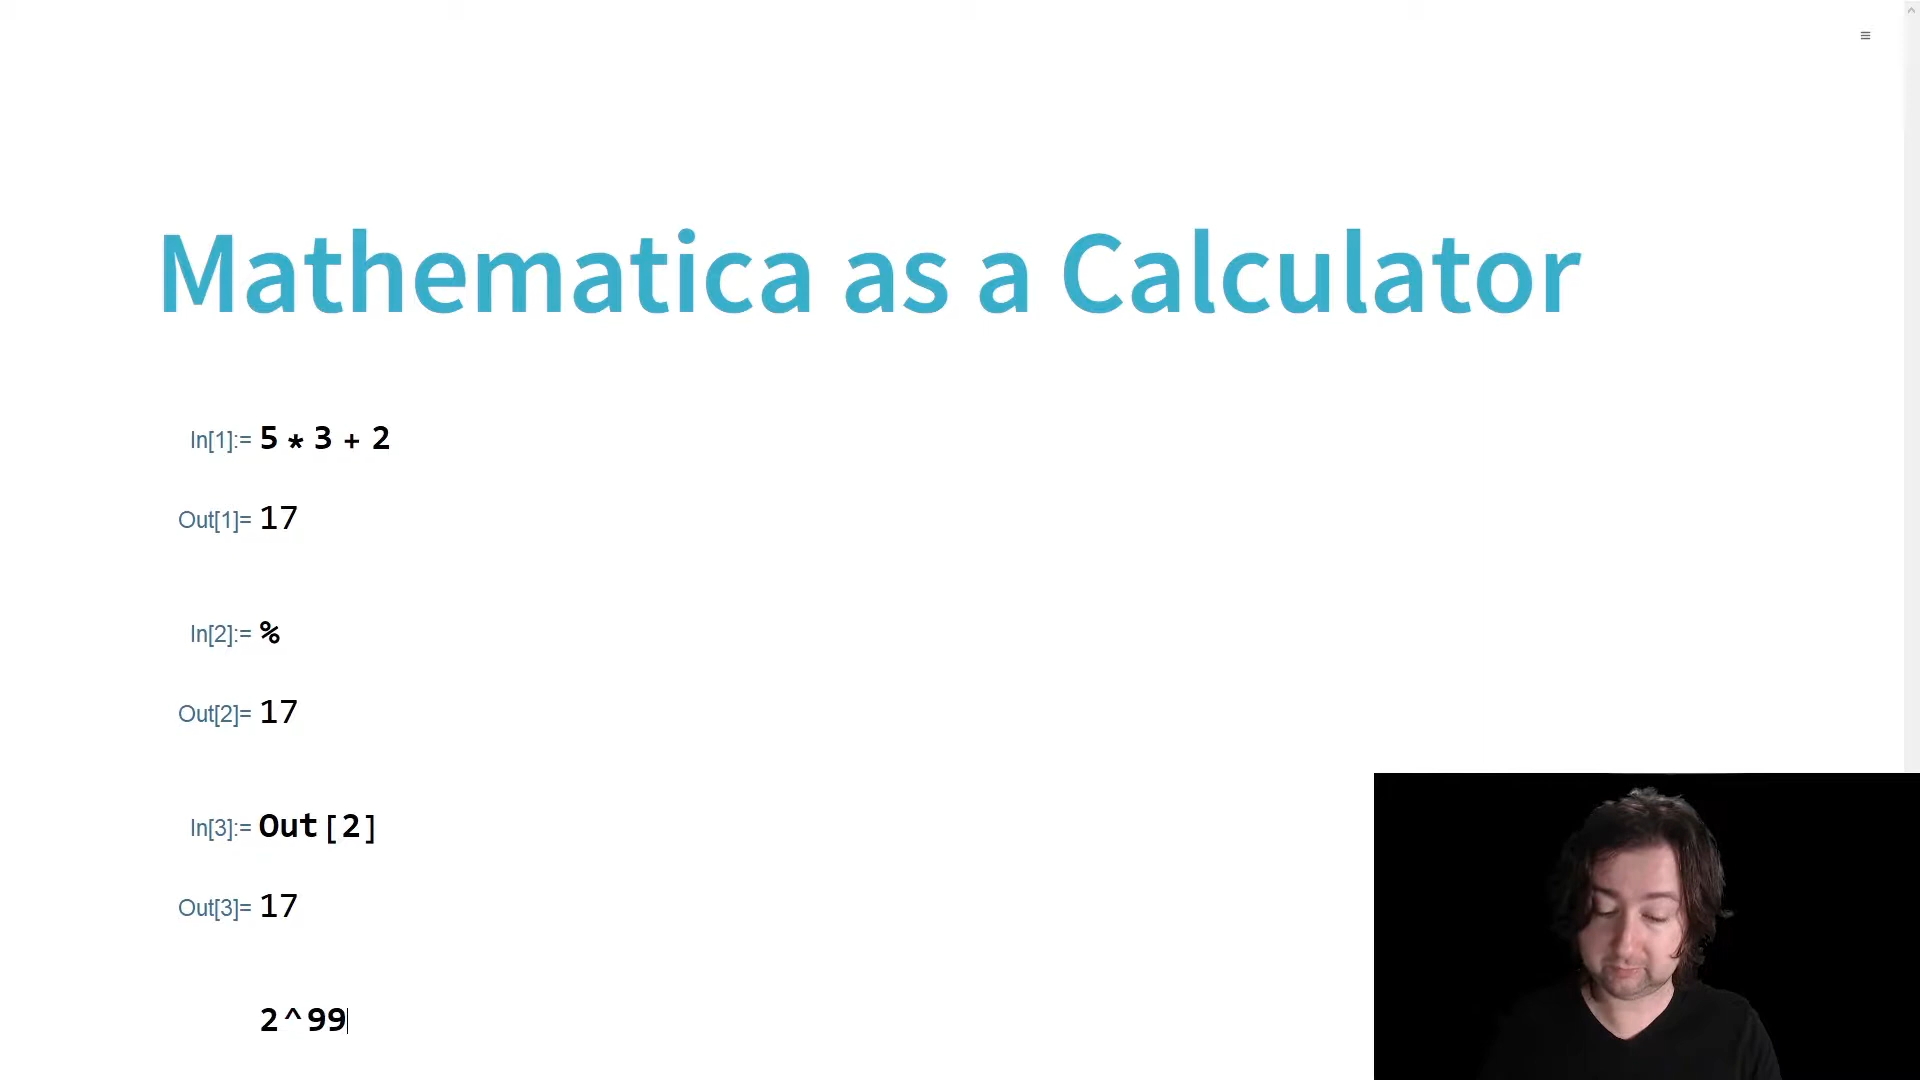 Mathematica as a Calculator
In[1]:= 5 * 3 + 2
Out[1]= 17
In[2]:= %
Out[2]= 17
In[3]:= Out[2]
Out[3]= 17
2^99